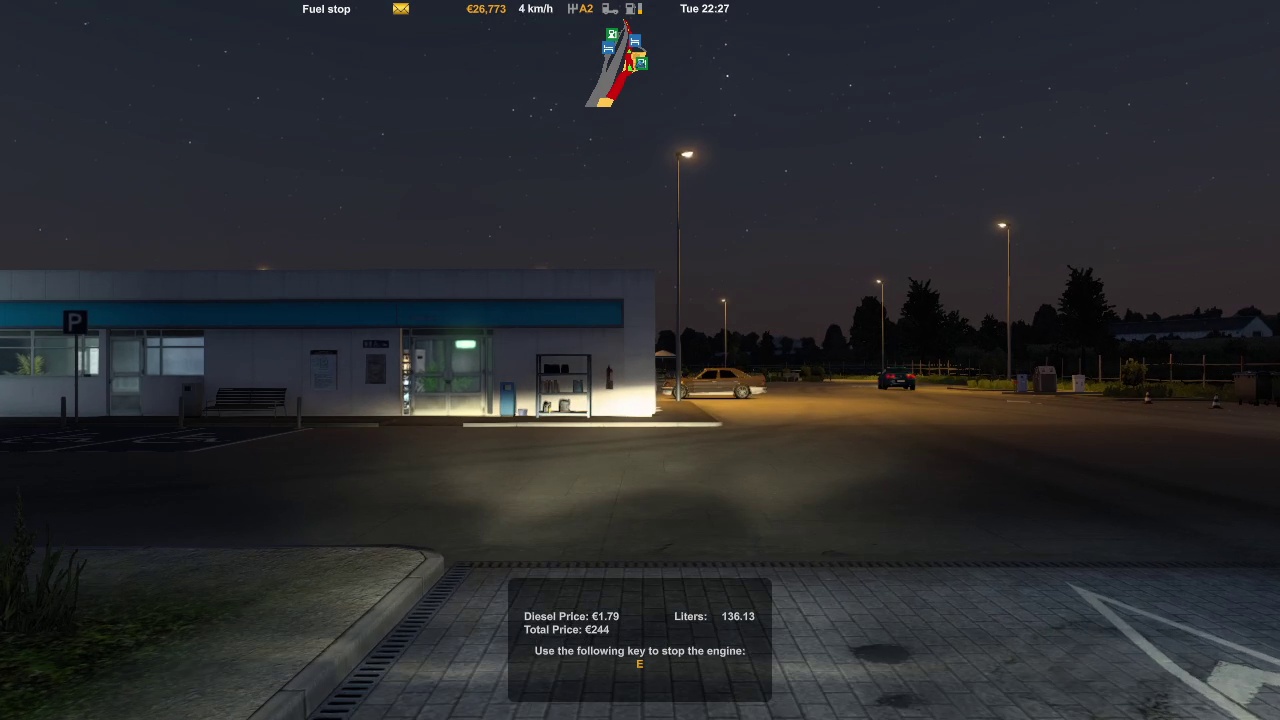 Fuel stop €26,773 4 km/h A2 Tue 22:27
P
Diesel Price: €1.79 Liters: 136.13
Total Price: €244
Use the following key to stop the engine:
E